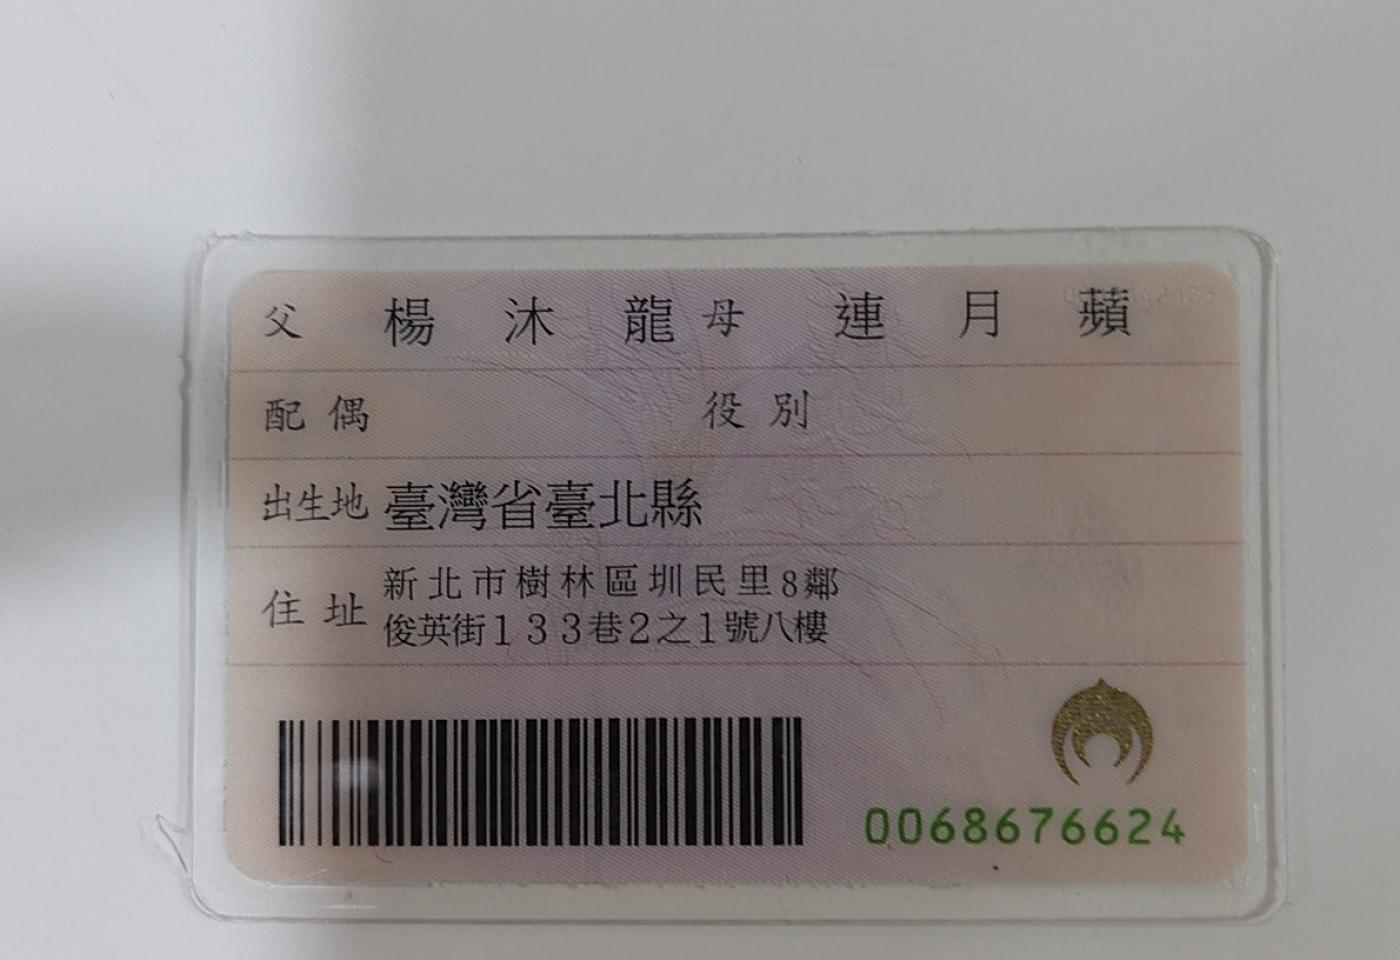 父 楊沐龍 母 連月蘋
配偶 役別
出生地 臺灣省臺北縣
住址 新北市樹林區圳民里8鄰
俊英街133巷2之1號八樓
0068676624